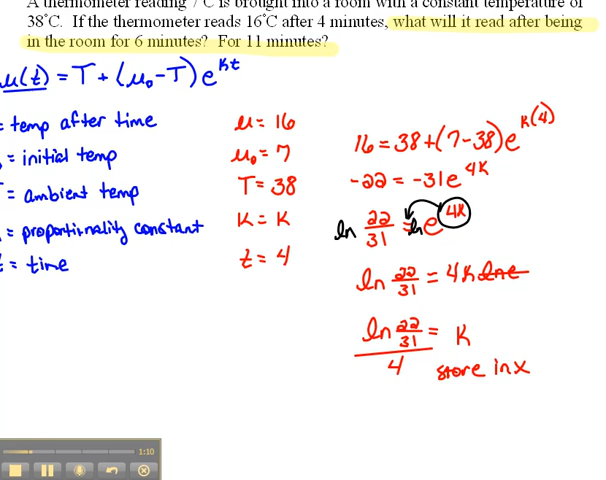 A thermometer reading 7°C is brought into a room with a constant temperature of
38°C. If the thermometer reads 16°C after 4 minutes, what will it read after being
in the room for 6 minutes? For 11 minutes?
u(t) = T + (u₀ - T) e^kt
= temp after time
= initial temp
= ambient temp
= proportionality constant
= time
u = 16
u₀ = 7
T = 38
K = K
t = 4
16 = 38 + (7 - 38) e^k(4)
-22 = -31 e^4K
ln 22/31 = ln e^4K
ln 22/31 = 4K ln e
ln 22/31 / 4 = K
store in x
1:10